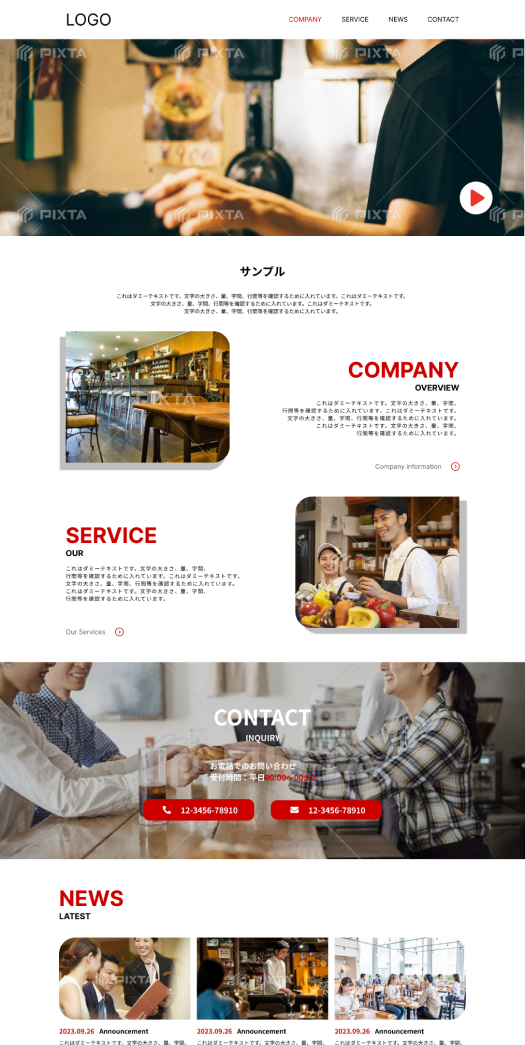 LOGO
COMPANY SERVICE NEWS CONTACT
PIXTA PIXTA PIXTA P
PIXTA PIXTA PIXTA PIX
サンプル
これはダミーテキストです。文字の大きさ、量、字間、行間等を確認するために入れています。これはダミーテキストです。
文字の大きさ、量、字間、行間等を確認するために入れています。これはダミーテキストです。
文字の大きさ、量、字間、行間等を確認するために入れています。
COMPANY
OVERVIEW
これはダミーテキストです。文字の大きさ、量、字間、
行間等を確認するために入れています。これはダミーテキストです。
文字の大きさ、量、字間、行間等を確認するために入れています。
これはダミーテキストです。文字の大きさ、量、字間、
行間等を確認するために入れています。
Company Information
SERVICE
OUR
これはダミーテキストです。文字の大きさ、量、字間、
行間等を確認するために入れています。これはダミーテキストです。
文字の大きさ、量、字間、行間等を確認するために入れています。
これはダミーテキストです。文字の大きさ、量、字間、
行間等を確認するために入れています。
Our Services
CONTACT
INQUIRY
お電話でのお問い合わせ
受付時間：平日00:00~00:00
12-3456-78910 12-3456-78910
NEWS
LATEST
PIXTA
2023.09.26 Announcement
これはダミーテキストです。文字の大きさ、量、字間、
2023.09.26 Announcement
これはダミーテキストです。文字の大きさ、量、字間、
2023.09.26 Announcement
これはダミーテキストです。文字の大きさ、量、字間、